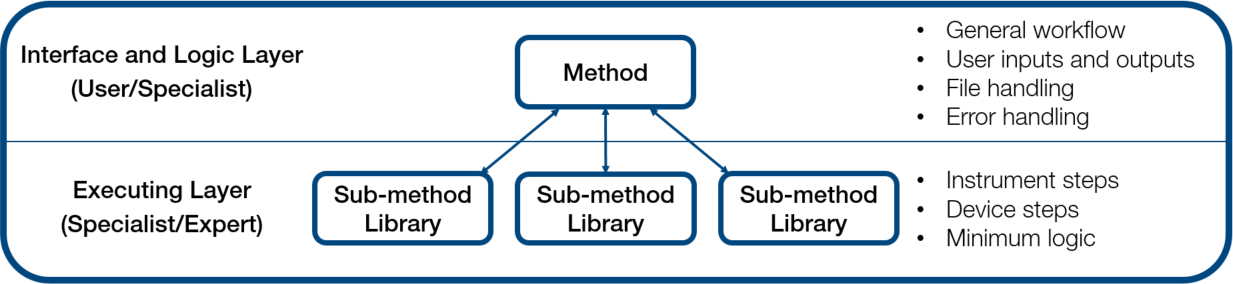 Interface and Logic Layer
(User/Specialist)
Method
• General workflow
• User inputs and outputs
• File handling
• Error handling
Executing Layer
(Specialist/Expert)
Sub-method
Library
Sub-method
Library
Sub-method
Library
• Instrument steps
• Device steps
• Minimum logic